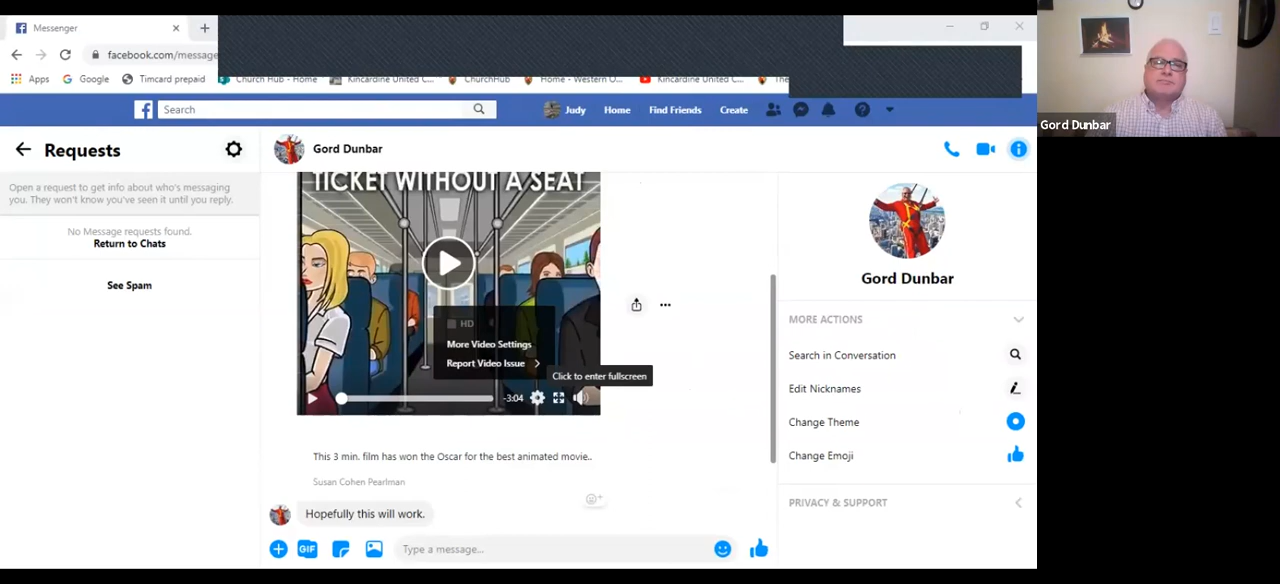 Messenger
facebook.com/message
Apps Google Timcard prepaid Church Hub - Home Kincardine United C... ChurchHub Home - Western O... Kincardine United C... The
Search Judy Home Find Friends Create
Requests
Open a request to get info about who's messaging
you. They won't know you've seen it until you reply.
No Message requests found.
Return to Chats
See Spam
Gord Dunbar
TICKET WITHOUT A SEAT
HD
More Video Settings
Report Video Issue
Click to enter fullscreen
-3:04
This 3 min. film has won the Oscar for the best animated movie..
Susan Cohen Pearlman
Hopefully this will work.
GIF
Type a message...
Gord Dunbar
MORE ACTIONS
Search in Conversation
Edit Nicknames
Change Theme
Change Emoji
PRIVACY & SUPPORT
Gord Dunbar